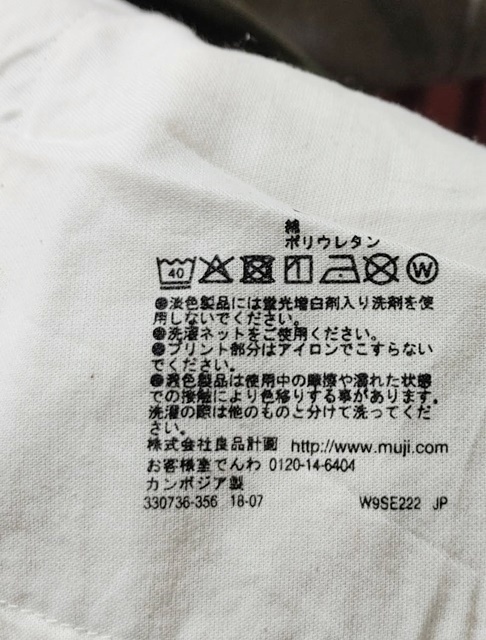 綿
ポリウレタン
40 W
●淡色製品には蛍光増白剤入り洗剤を使
用しないでください。
●洗濯ネットをご使用ください。
●プリント部分はアイロンでこすらない
でください。
●濃色製品は使用中の摩擦や濡れた状態
での接触により色移りする事があります。
洗濯の際は他のものと分けて洗ってくだ
さい。
株式会社良品計画 http://www.muji.com
お客様室でんわ 0120-14-6404
カンボジア製
330736-356 18-07 W9SE222 JP